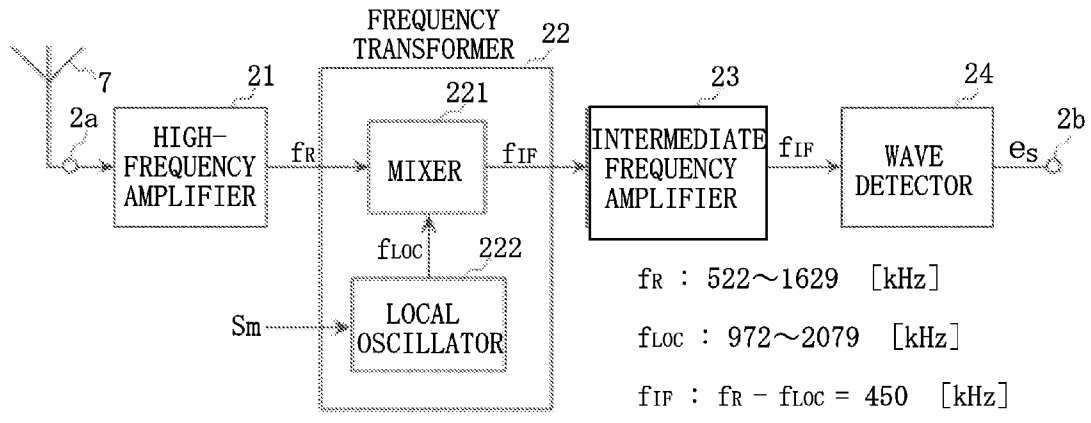 FREQUENCY
TRANSFORMER
22
7
2a
21
HIGH-
FREQUENCY
AMPLIFIER
fR
221
MIXER
fIF
23
INTERMEDIATE
FREQUENCY
AMPLIFIER
fIF
24
WAVE
DETECTOR
es
2b
fLOC
222
Sm
LOCAL
OSCILLATOR
fR : 522～1629 [kHz]
fLOC : 972～2079 [kHz]
fIF : fR − fLOC = 450 [kHz]